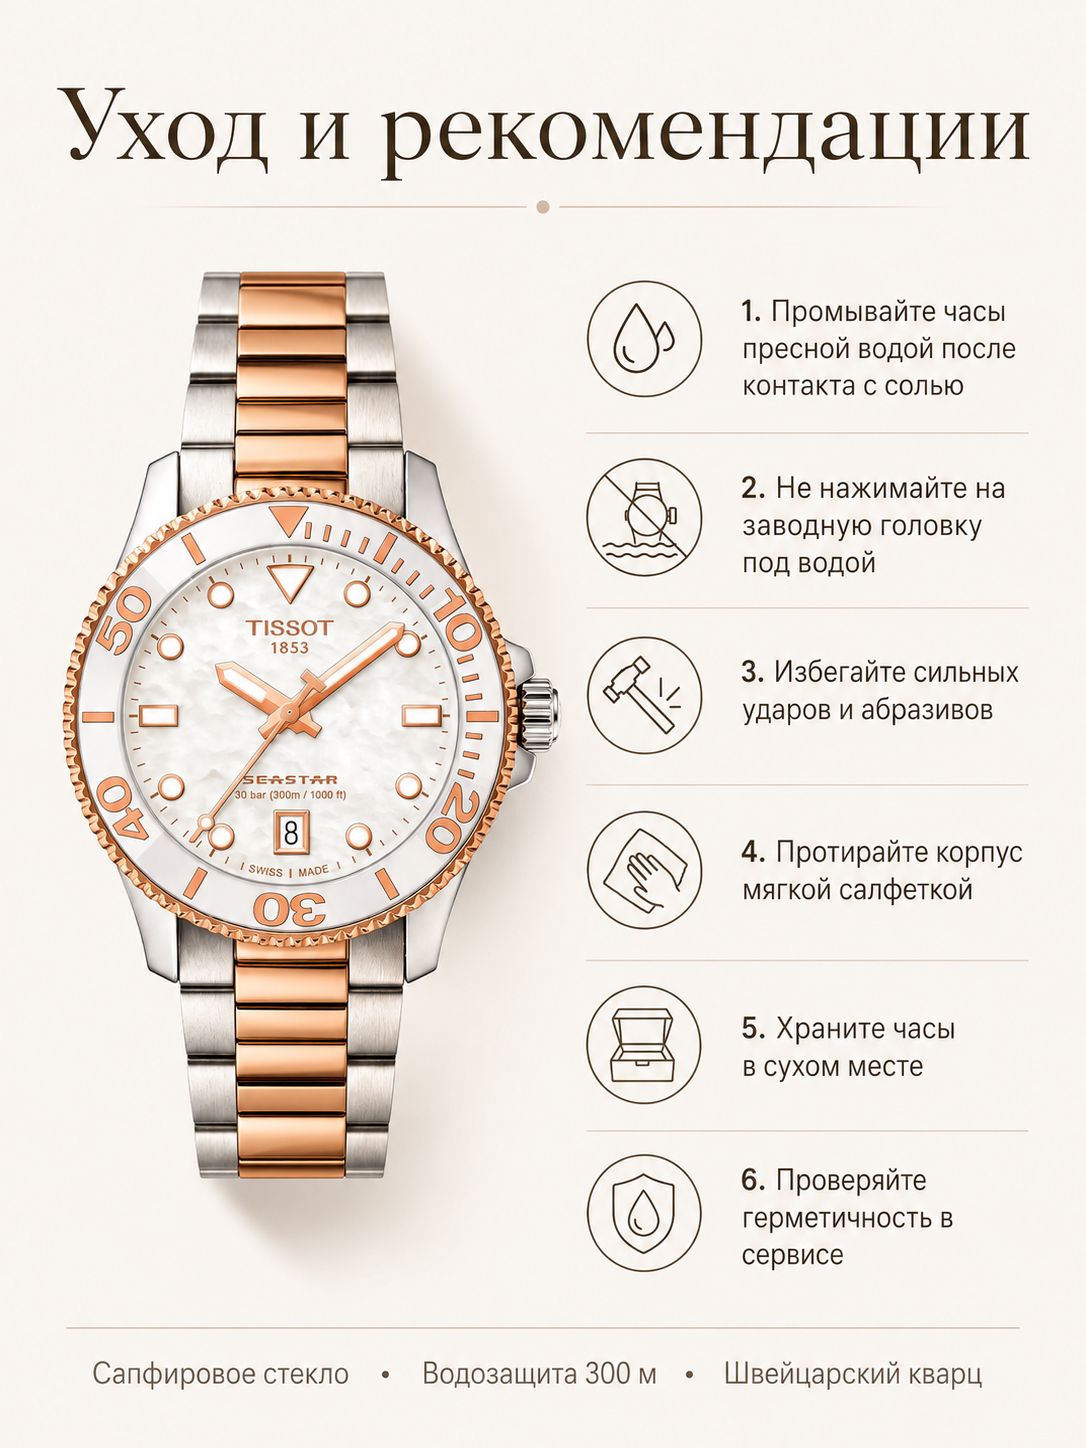 Уход и рекомендации
1. Промывайте часы
пресной водой после
контакта с солью
2. Не нажимайте на
заводную головку
под водой
3. Избегайте сильных
ударов и абразивов
4. Протирайте корпус
мягкой салфеткой
5. Храните часы
в сухом месте
6. Проверяйте
герметичность в
сервисе
10
20
30
40
50
TISSOT
1853
SEASTAR
30 bar (300m / 1000 ft)
8
SWISS MADE
Сапфировое стекло • Водозащита 300 м • Швейцарский кварц